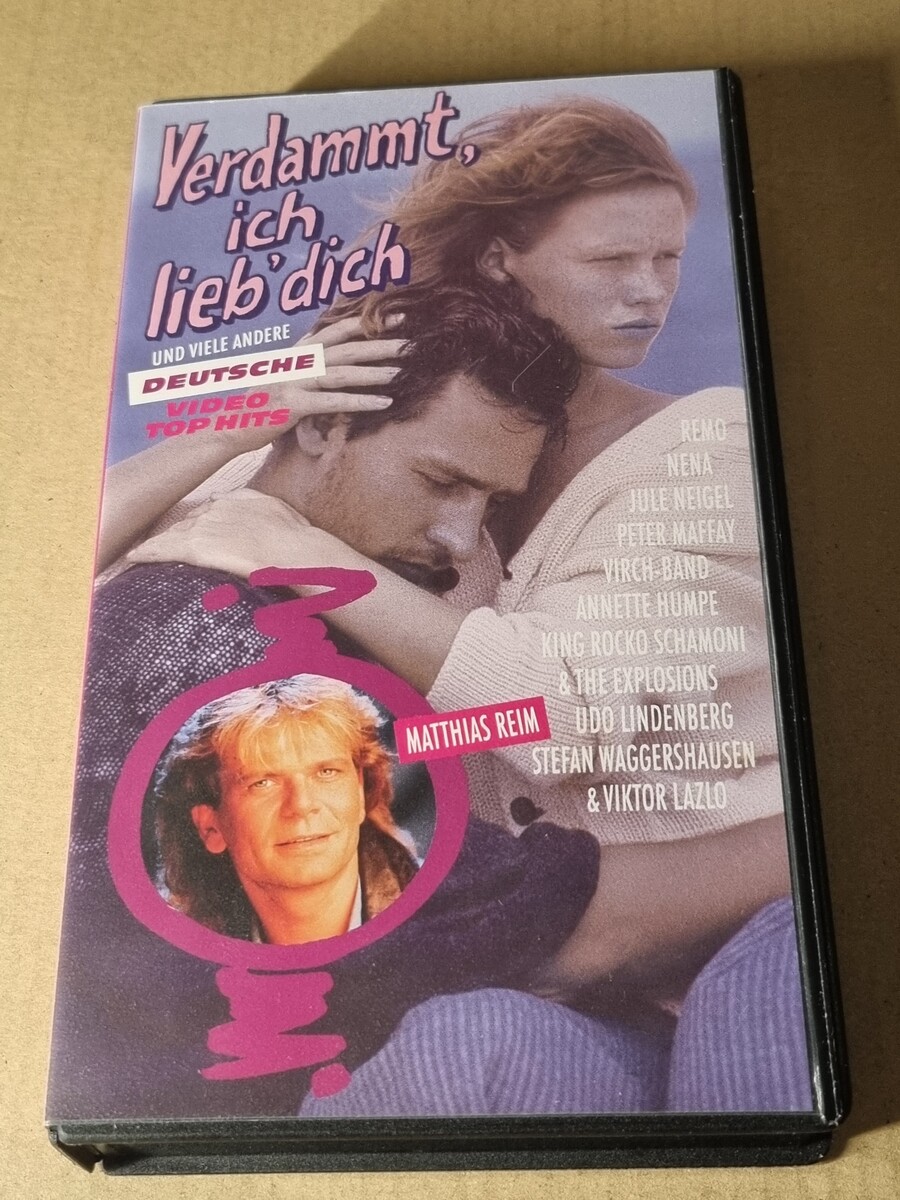 Verdammt,
ich
lieb' dich
UND VIELE ANDERE
DEUTSCHE
VIDEO
TOP HITS
REMO
NENA
JULE NEIGEL
PETER MAFFAY
VIRCH-BAND
ANNETTE HUMPE
KING ROCKO SCHAMONI
& THE EXPLOSIONS
UDO LINDENBERG
STEFAN WAGGERSHAUSEN
& VIKTOR LAZLO
MATTHIAS REIM